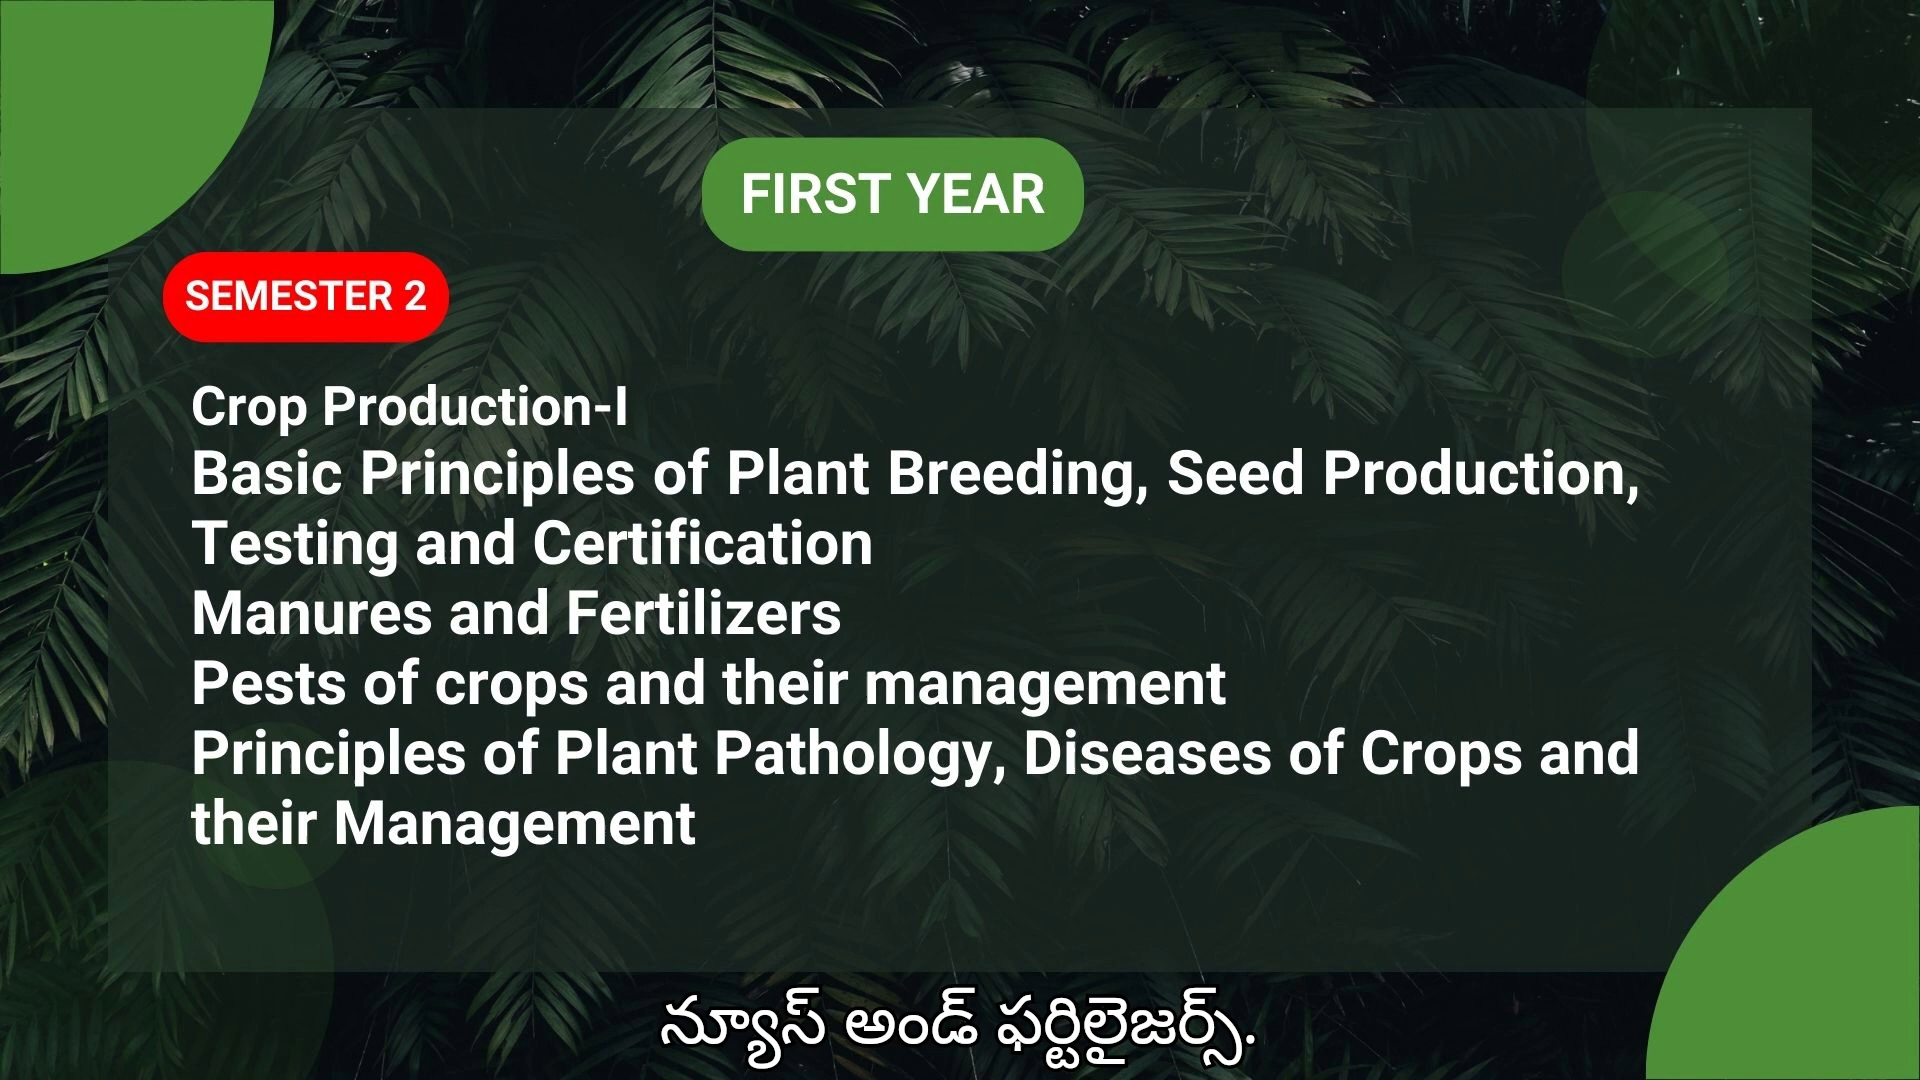 FIRST YEAR
SEMESTER 2
Crop Production-I
Basic Principles of Plant Breeding, Seed Production,
Testing and Certification
Manures and Fertilizers
Pests of crops and their management
Principles of Plant Pathology, Diseases of Crops and
their Management
న్యూస్ అండ్ ఫర్టిలైజర్స్.